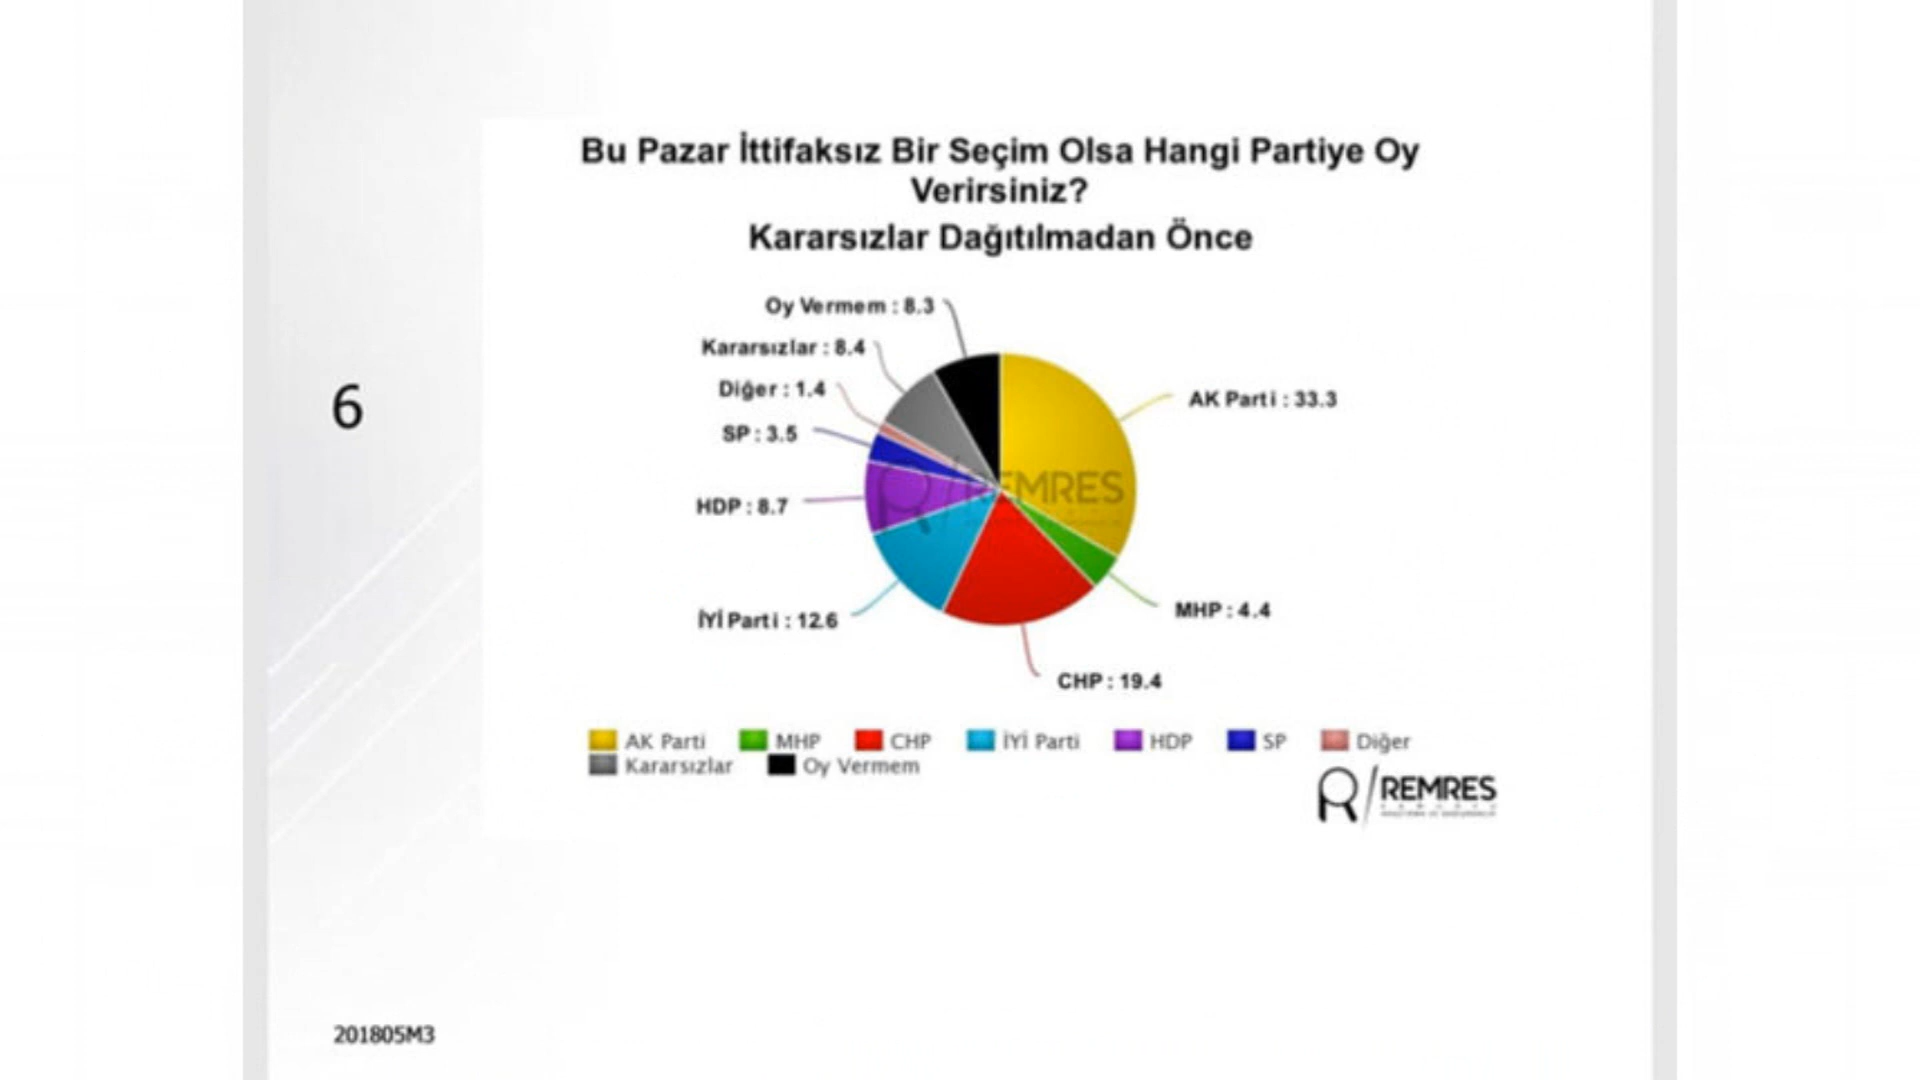 Bu Pazar İttifaksız Bir Seçim Olsa Hangi Partiye Oy
Verirsiniz?
Kararsızlar Dağıtılmadan Önce
Oy Vermem : 8.3
Kararsızlar : 8.4
Diğer : 1.4
SP : 3.5
HDP : 8.7
İYİ Parti : 12.6
AK Parti : 33.3
MHP : 4.4
CHP : 19.4
6
REMRES
AK Parti MHP CHP İYİ Parti HDP SP Diğer
Kararsızlar Oy Vermem
R/REMRES
201805M3